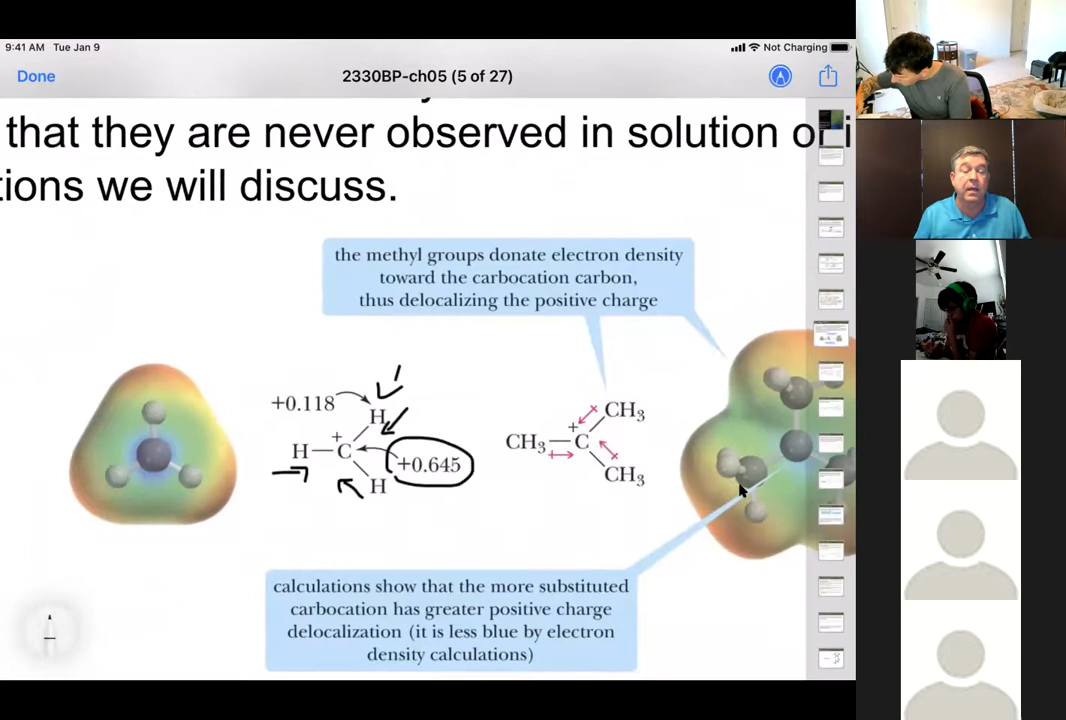 9:41 AM Tue Jan 9
Not Charging
Done
2330BP-ch05 (5 of 27)
that they are never observed in solution or i
tions we will discuss.
the methyl groups donate electron density
toward the carbocation carbon,
thus delocalizing the positive charge
+0.118
H
+
H—C
+0.645
H
CH₃
+
CH₃—C
CH₃
calculations show that the more substituted
carbocation has greater positive charge
delocalization (it is less blue by electron
density calculations)